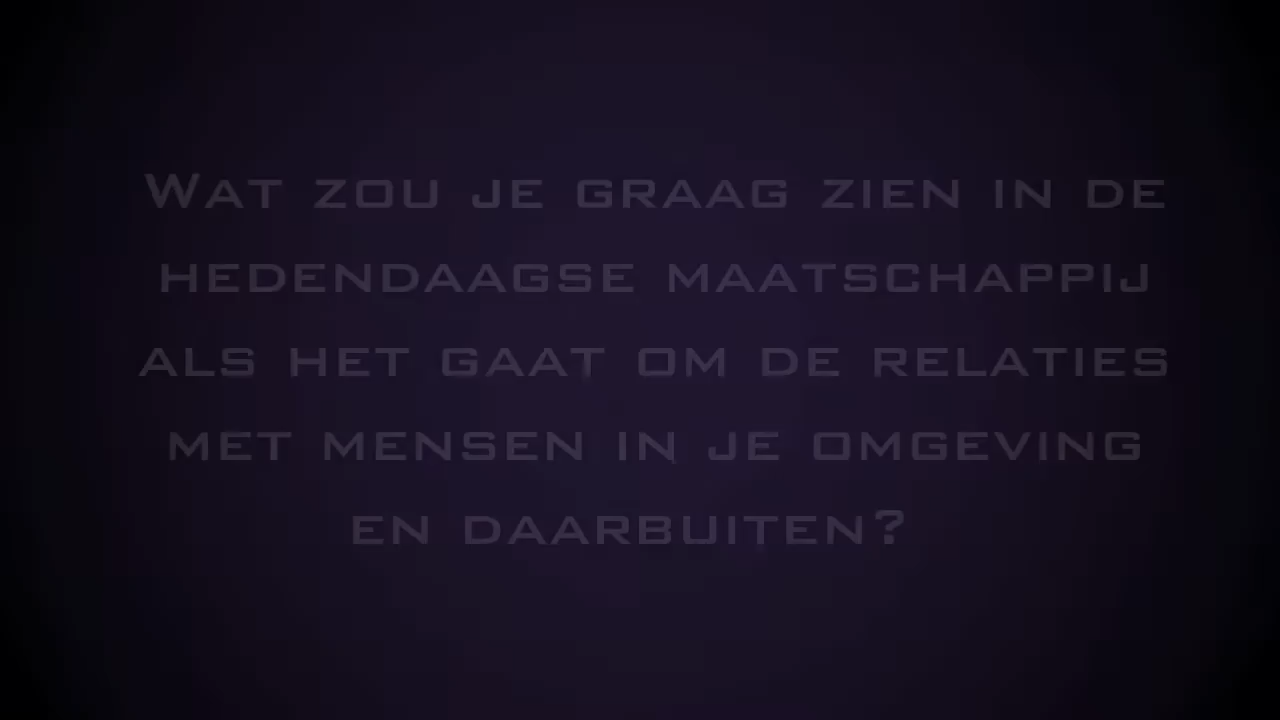 Wat zou je graag zien in de
hedendaagse maatschappij
als het gaat om de relaties
met mensen in je omgeving
en daarbuiten?